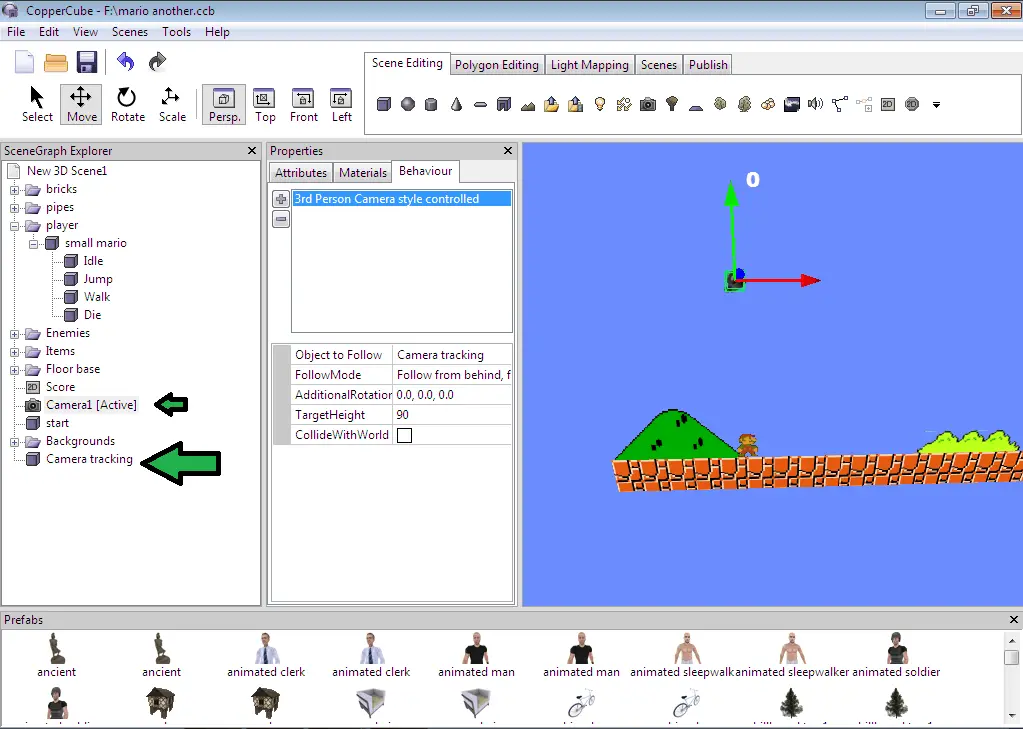 CopperCube - F:\mario another.ccb
File Edit View Scenes Tools Help
Scene Editing Polygon Editing Light Mapping Scenes Publish
Select Move Rotate Scale Persp. Top Front Left
2D 2D
SceneGraph Explorer
New 3D Scene1
bricks
pipes
player
small mario
Idle
Jump
Walk
Die
Enemies
Items
Floor base
2D Score
Camera1 [Active]
start
Backgrounds
Camera tracking
Properties
Attributes Materials Behaviour
3rd Person Camera style controlled
Object to Follow Camera tracking
FollowMode Follow from behind, f
AdditionalRotation 0.0, 0.0, 0.0
TargetHeight 90
CollideWithWorld
0
Prefabs
ancient ancient animated clerk animated clerk animated man animated man animated sleepwalk animated sleepwalker animated soldier